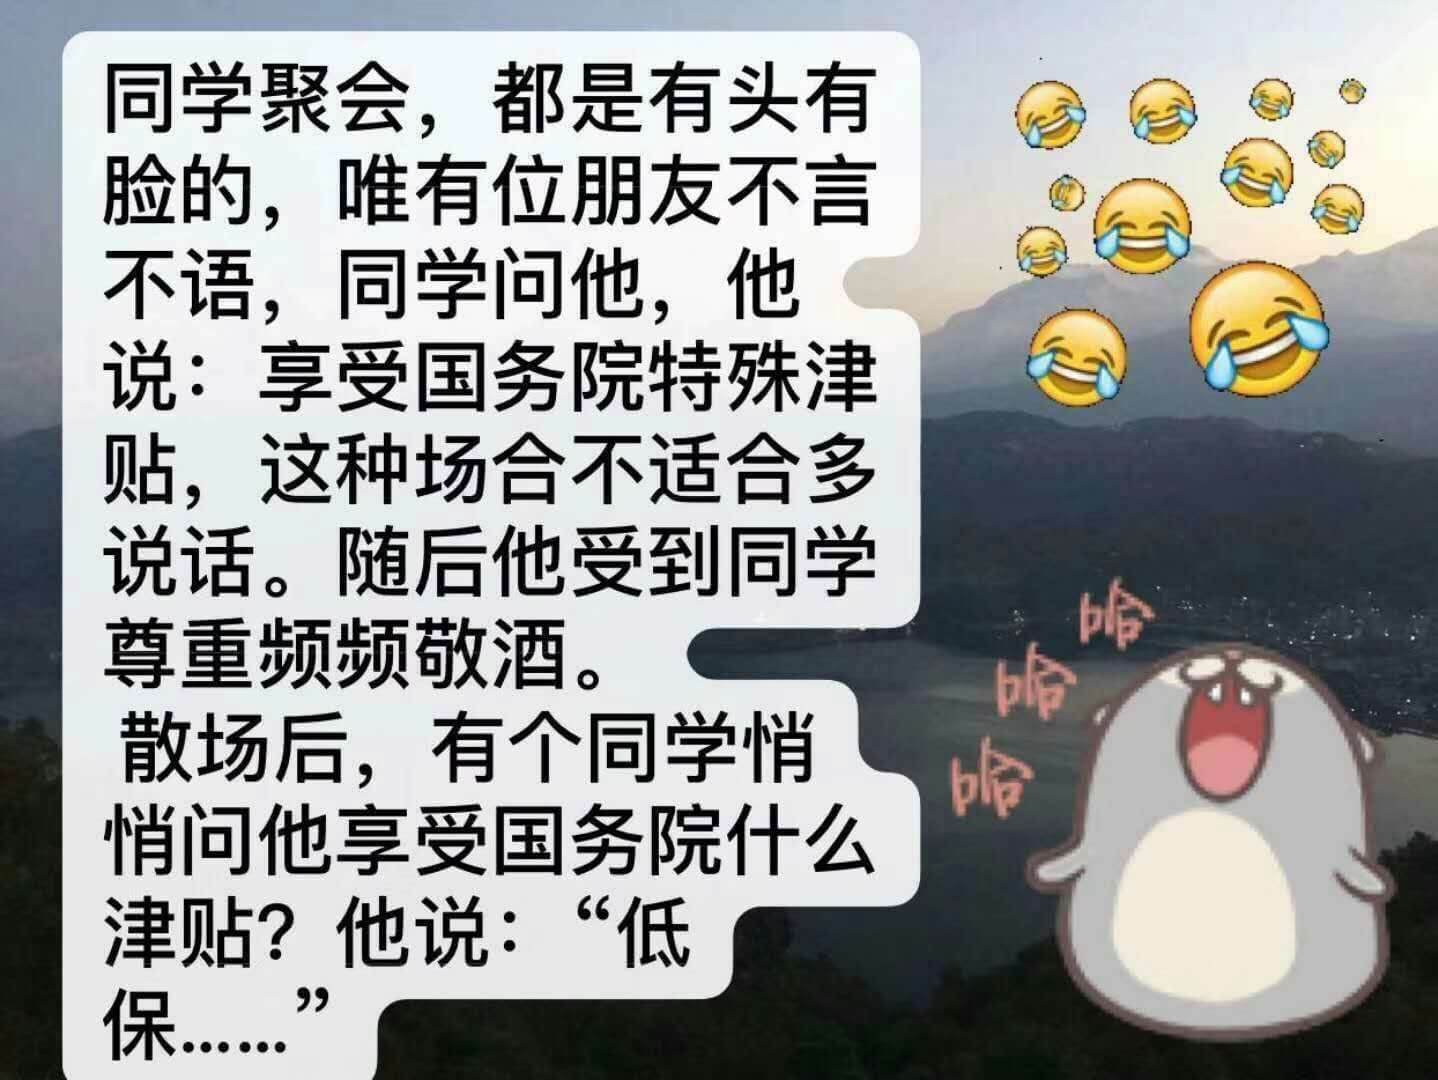 同学聚会，都是有头有
脸的，唯有位朋友不言
不语，同学问他，他
说：享受国务院特殊津
贴，这种场合不适合多
说话。随后他受到同学
尊重频频敬酒。
散场后，有个同学悄
悄问他享受国务院什么
津贴？他说：“低
保……”
哈
哈
哈